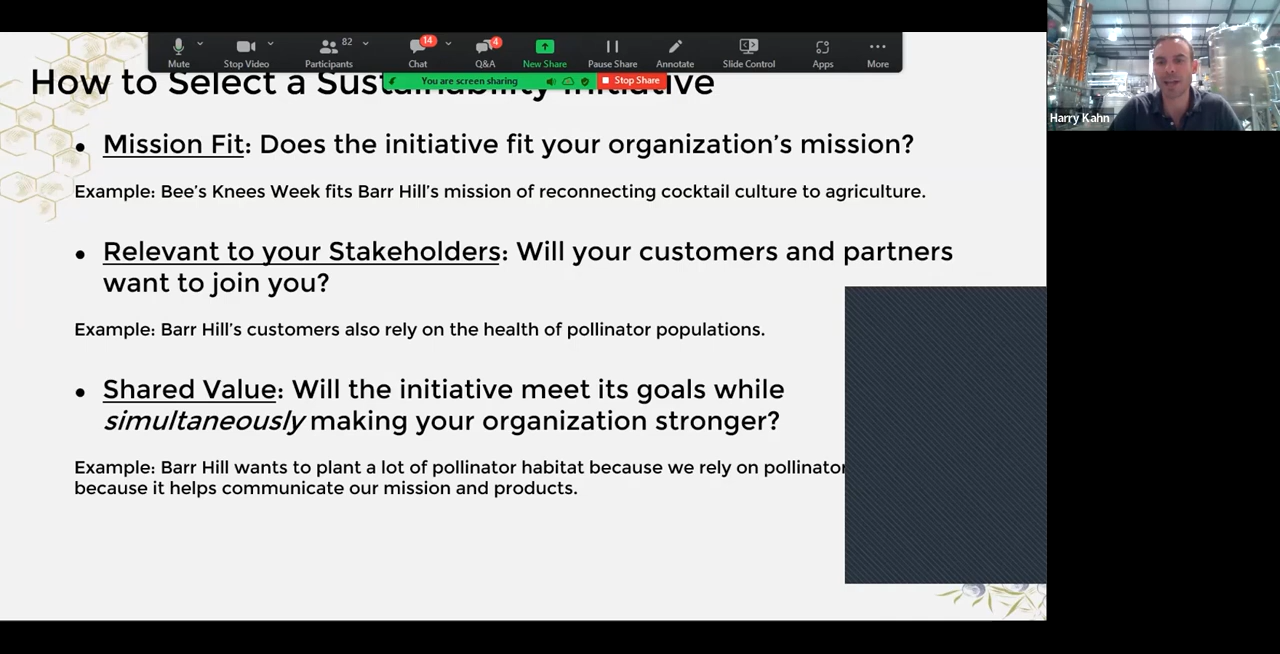 82
14
4
Mute
Stop Video
Participants
Chat
Q&A
New Share
Pause Share
Annotate
Slide Control
Apps
More
You are screen sharing
Stop Share
How to Select a Sustainability Initiative
Harry Kahn
• Mission Fit: Does the initiative fit your organization’s mission?
Example: Bee’s Knees Week fits Barr Hill’s mission of reconnecting cocktail culture to agriculture.
• Relevant to your Stakeholders: Will your customers and partners
want to join you?
Example: Barr Hill’s customers also rely on the health of pollinator populations.
• Shared Value: Will the initiative meet its goals while
simultaneously making your organization stronger?
Example: Barr Hill wants to plant a lot of pollinator habitat because we rely on pollinator
because it helps communicate our mission and products.